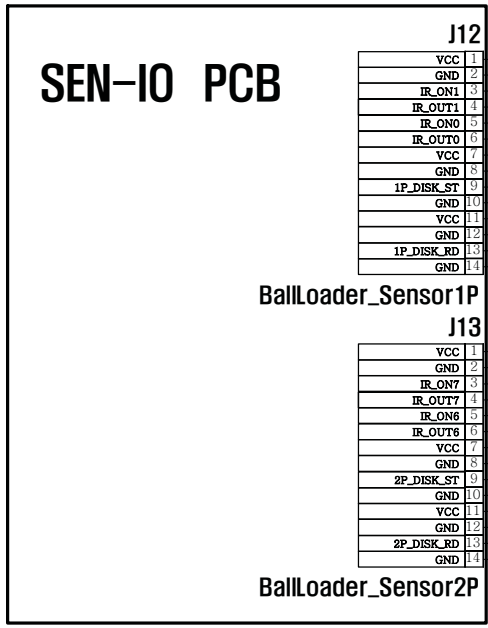 J12
SEN-IO PCB
VCC 1
GND 2
IR_ON1 3
IR_OUT1 4
IR_ON0 5
IR_OUT0 6
VCC 7
GND 8
1P_DISK_ST 9
GND 10
VCC 11
GND 12
1P_DISK_RD 13
GND 14
BallLoader_Sensor1P
J13
VCC 1
GND 2
IR_ON7 3
IR_OUT7 4
IR_ON6 5
IR_OUT6 6
VCC 7
GND 8
2P_DISK_ST 9
GND 10
VCC 11
GND 12
2P_DISK_RD 13
GND 14
BallLoader_Sensor2P